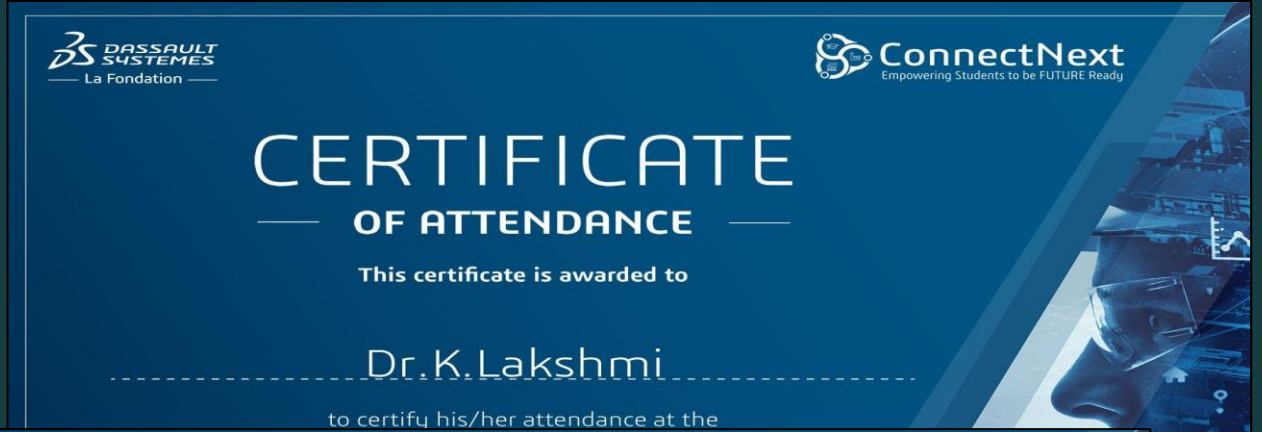 DASSAULT
SYSTEMES
La Fondation
ConnectNext
Empowering Students to be FUTURE Ready
CERTIFICATE
OF ATTENDANCE
This certificate is awarded to
Dr.K.Lakshmi
to certify his/her attendance at the